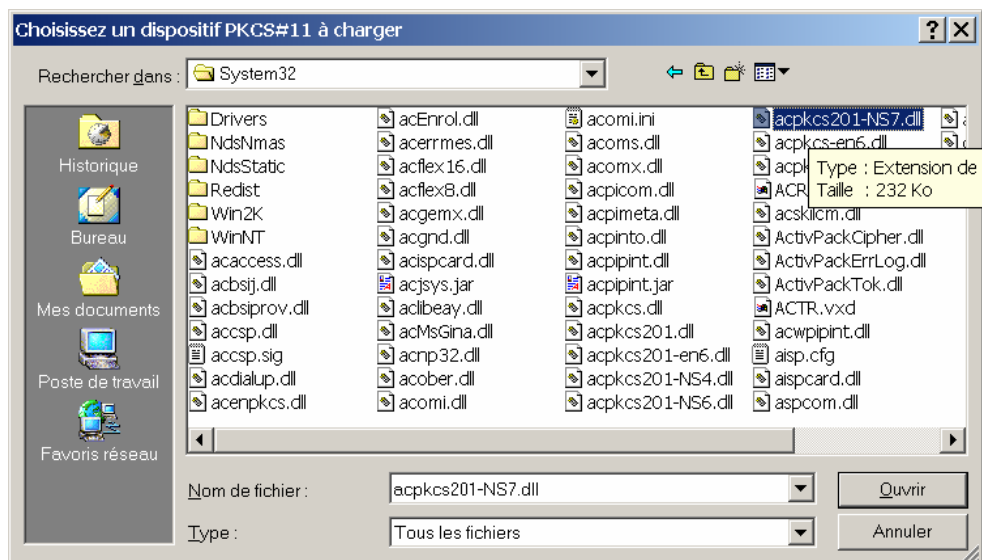 Choisissez un dispositif PKCS#11 à charger
Rechercher dans :
System32
Historique
Bureau
Mes documents
Poste de travail
Favoris réseau
Drivers
NdsNmas
NdsStatic
Redist
Win2K
WinNT
acaccess.dll
acbsij.dll
acbsiprov.dll
accsp.dll
accsp.sig
acdialup.dll
acenpkcs.dll
acEnrol.dll
acerrmes.dll
acflex16.dll
acflex8.dll
acgemx.dll
acgnd.dll
acispcard.dll
acjsys.jar
aclibeay.dll
acMsGina.dll
acnp32.dll
acober.dll
acomi.dll
acomi.ini
acoms.dll
acomx.dll
acpicom.dll
acpimeta.dll
acpinto.dll
acpipint.dll
acpipint.jar
acpkcs.dll
acpkcs201.dll
acpkcs201-en6.dll
acpkcs201-NS4.dll
acpkcs201-NS6.dll
acpkcs201-NS7.dll
acpkcs-en6.dll
acpk
ACR
acskilcm.dll
ActivPackCipher.dll
ActivPackErrLog.dll
ActivPackTok.dll
ACTR.vxd
acwpipint.dll
aisp.cfg
aispcard.dll
aspcom.dll
Type : Extension de
Taille : 232 Ko
Nom de fichier :
acpkcs201-NS7.dll
Ouvrir
Type :
Tous les fichiers
Annuler